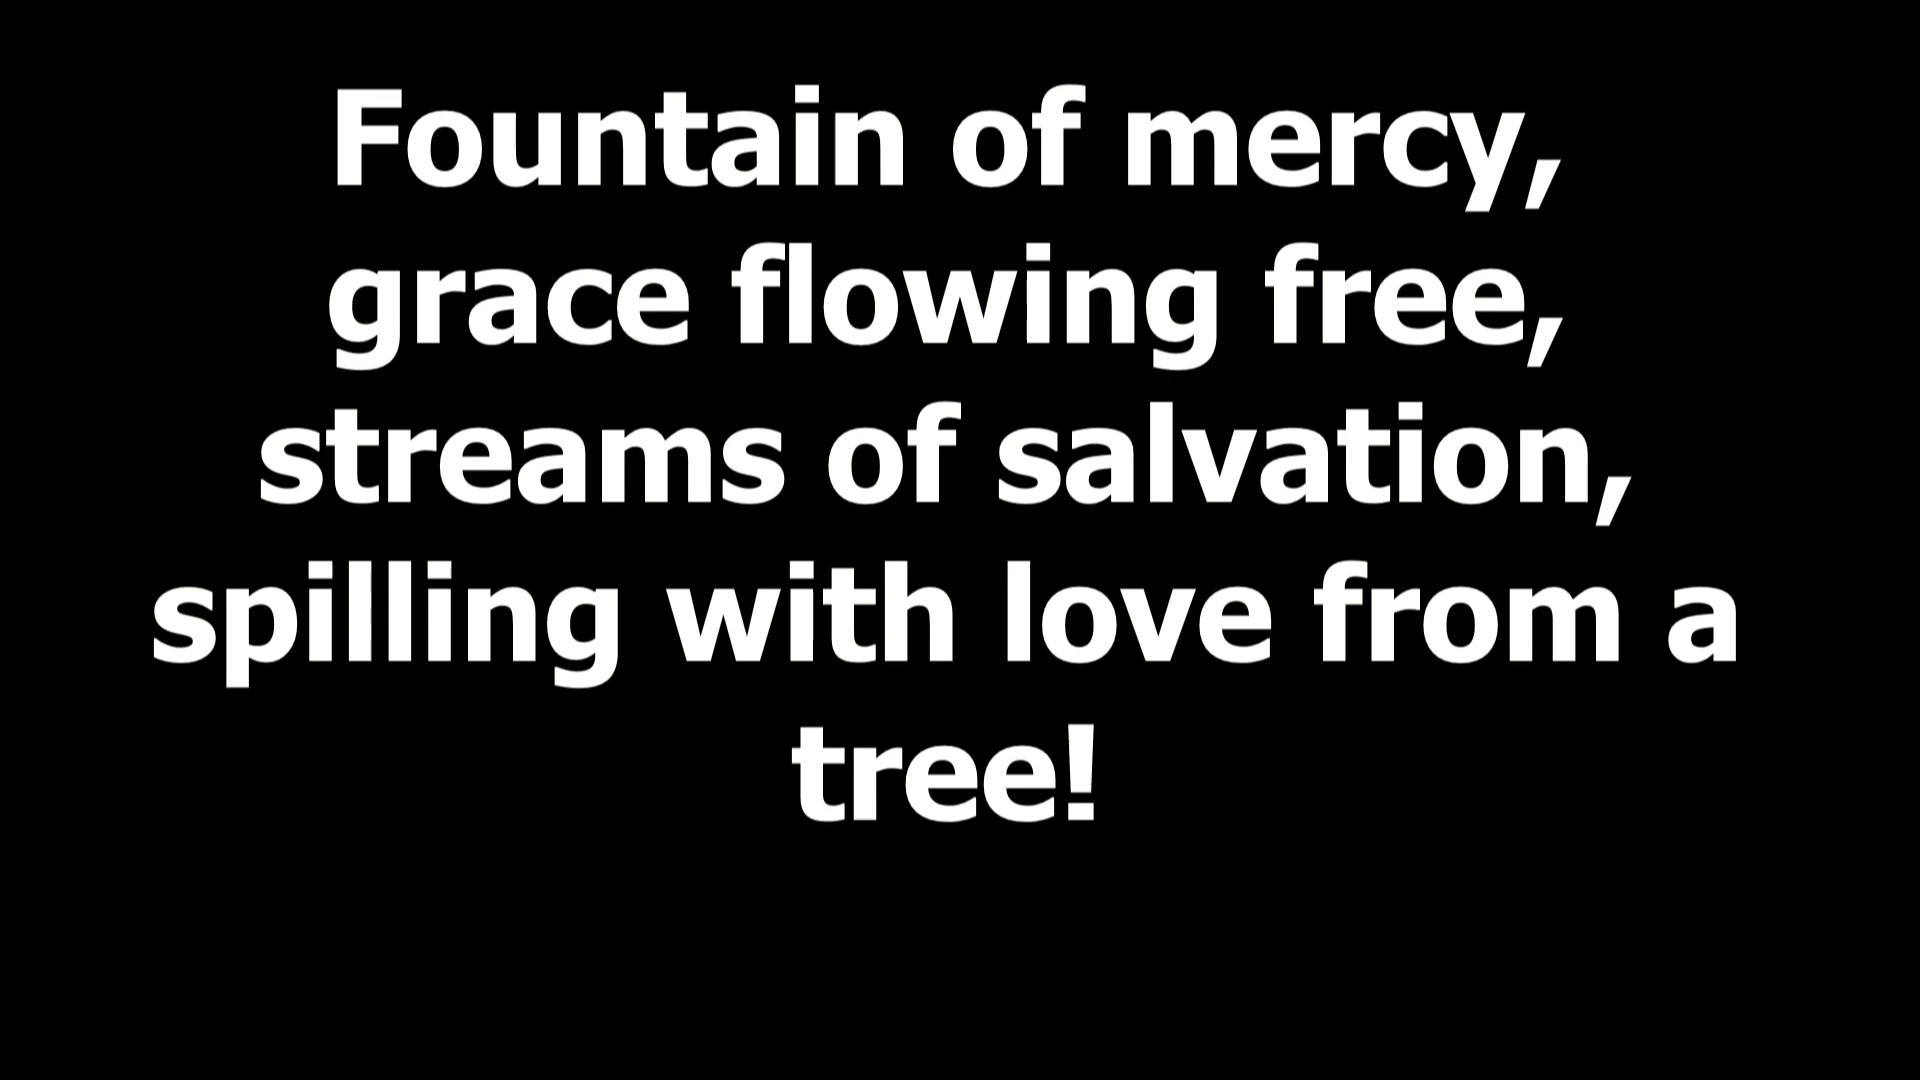 Fountain of mercy,
grace flowing free,
streams of salvation,
spilling with love from a
tree!